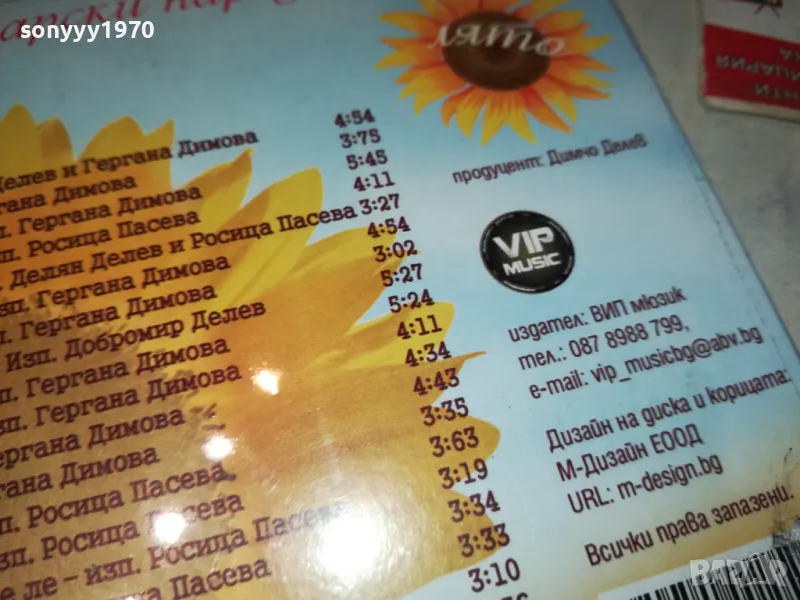 sonyyy1970
лято
продуцент: Димчо Делев
Делев и Гергана Димова 4:54
Гергана Димова 3:75
Гергана Димова 5:45
Росица Пасева 4:11
Делян Делев и Росица Пасева 3:27
изп. Гергана Димова 4:54
Гергана Димова 3:02
Изп. Добромир Делев 5:27
Гергана Димова 5:24
изп. Гергана Димова 4:11
Гергана Димова 4:34
Димова 4:43
Росица Пасева 3:35
изп. Росица Пасева 3:63
ле – изп. Росица Пасева 3:19
Пасева 3:34
3:33
3:10
VIP
MUSIC
издател: ВИП мюзик
тел.: 087 8988 799,
e-mail: vip_musicbg@abv.bg
Дизайн на диска и корицата:
М-Дизайн ЕООД
URL: m-design.bg
Всички права запазени.
BAZAR